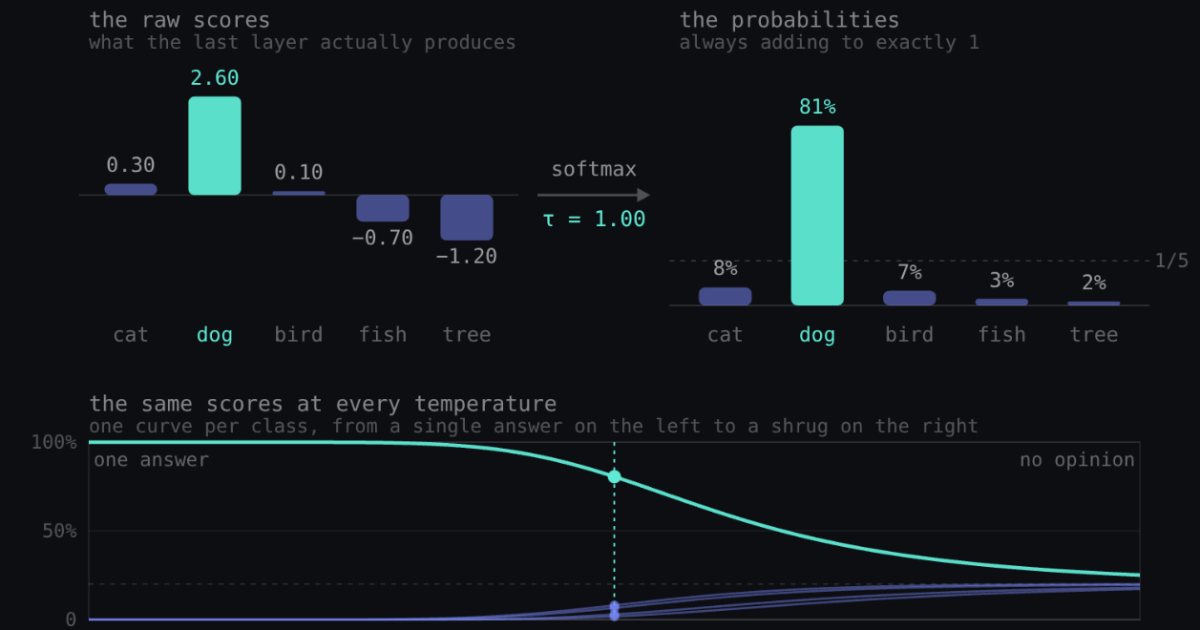 the raw scores
what the last layer actually produces
2.60
0.30
0.10
−0.70
−1.20
cat dog bird fish tree
softmax
τ = 1.00
the probabilities
always adding to exactly 1
81%
1/5
8%
7%
3%
2%
cat dog bird fish tree
the same scores at every temperature
one curve per class, from a single answer on the left to a shrug on the right
100%
one answer
no opinion
50%
0